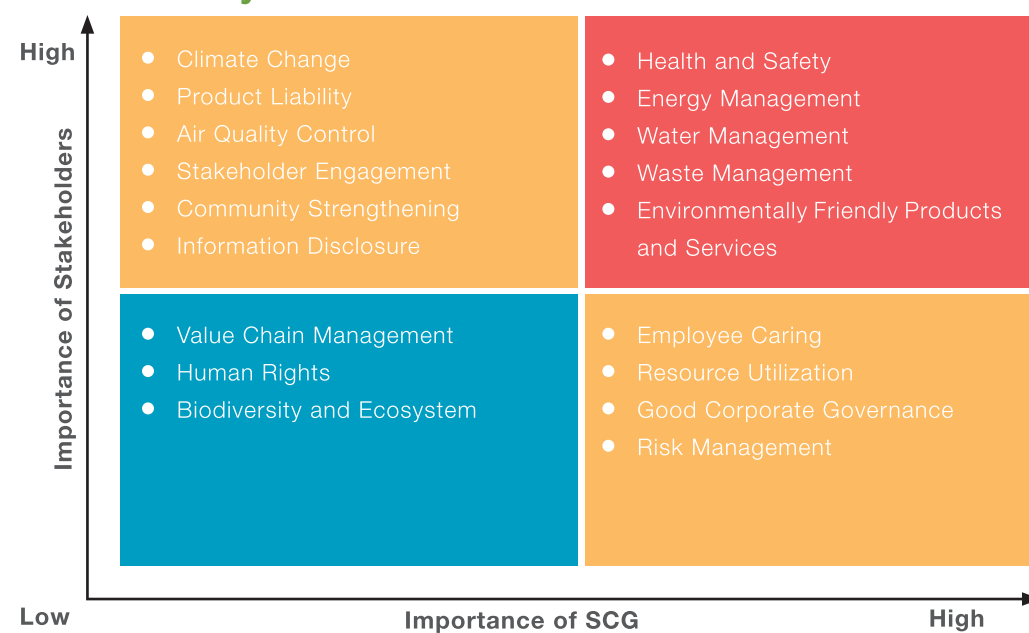 High
Importance of Stakeholders
Climate Change
Product Liability
Air Quality Control
Stakeholder Engagement
Community Strengthening
Information Disclosure
Health and Safety
Energy Management
Water Management
Waste Management
Environmentally Friendly Products
and Services
Value Chain Management
Human Rights
Biodiversity and Ecosystem
Employee Caring
Resource Utilization
Good Corporate Governance
Risk Management
Low
Importance of SCG
High